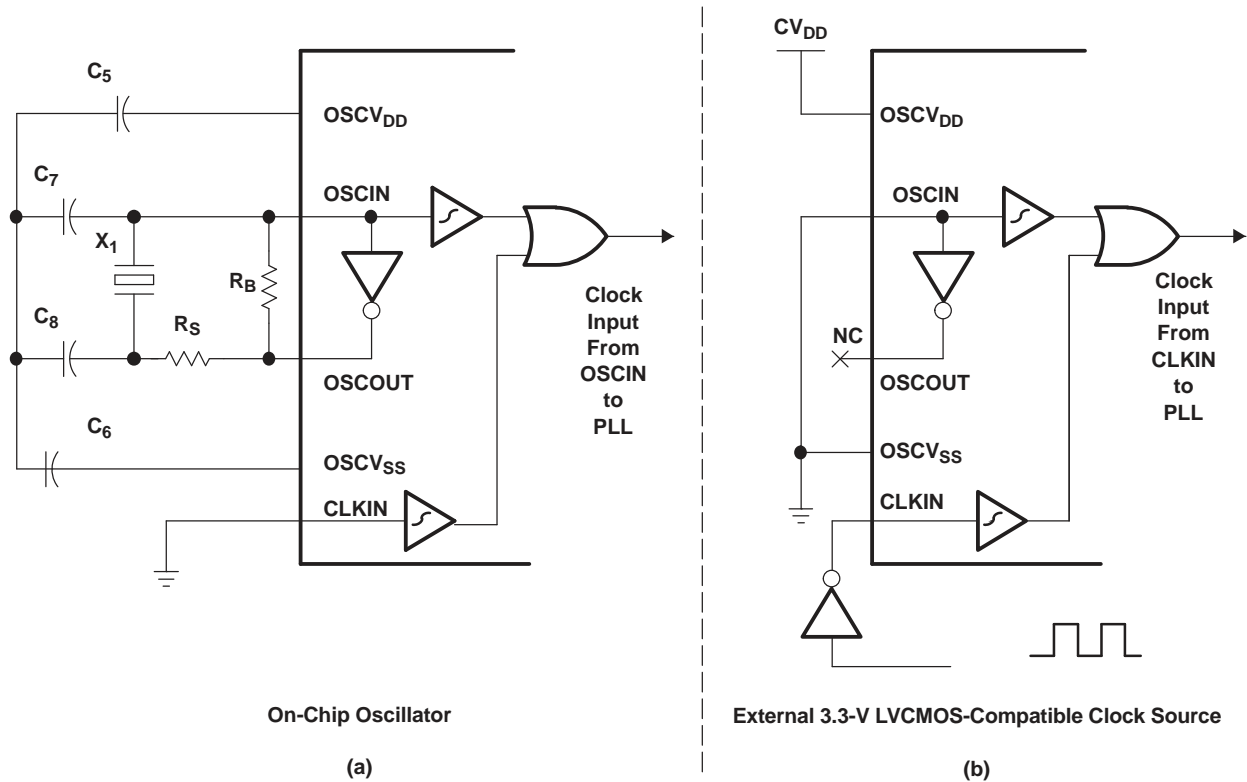 C5
OSCVDD
C7
OSCIN
X1
RB
C8
RS
OSCOUT
C6
OSCVSS
CLKIN
Clock
Input
From
OSCIN
to
PLL
On-Chip Oscillator
(a)
CVDD
OSCVDD
OSCIN
NC
OSCOUT
OSCVSS
CLKIN
Clock
Input
From
CLKIN
to
PLL
External 3.3-V LVCMOS-Compatible Clock Source
(b)